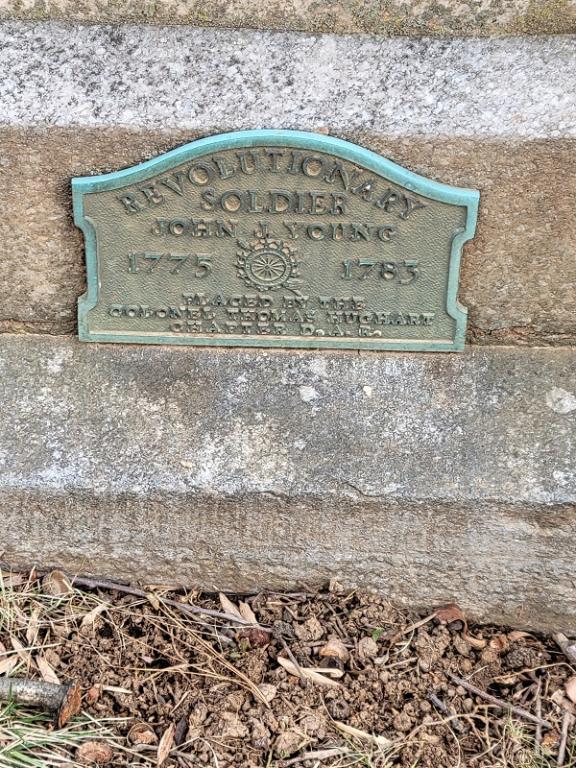 REVOLUTIONARY
SOLDIER
JOHN J. YOUNG
1775 1783
PLACED BY THE
COLONEL THOMAS HUGHART
CHAPTER D.A.R.